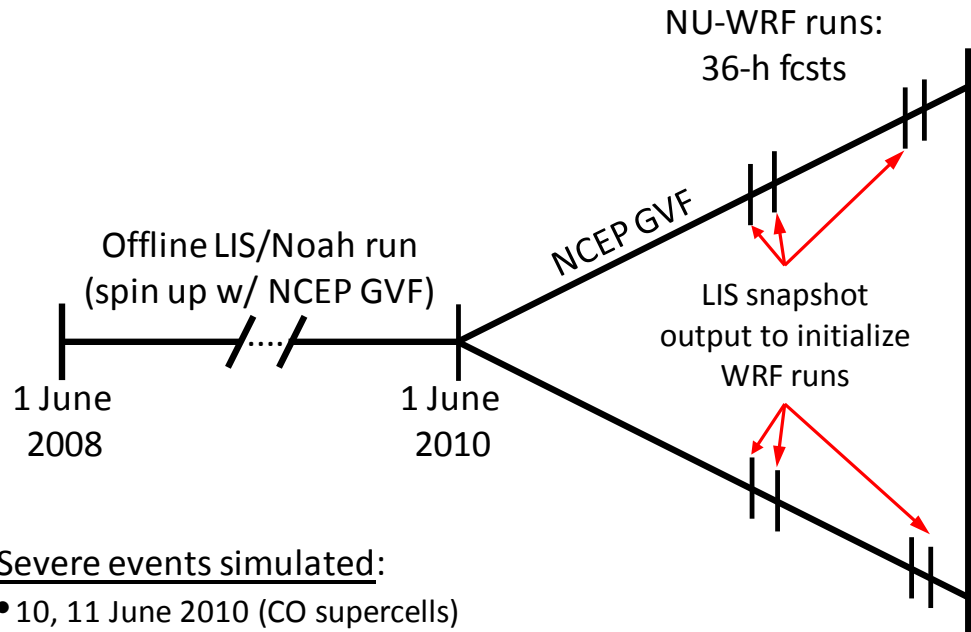 NU-WRF runs:
36-h fcsts
NCEP GVF
Offline LIS/Noah run
(spin up w/ NCEP GVF)
....
LIS snapshot
output to initialize
WRF runs
1 June
2008
1 June
2010
Severe events simulated:
• 10, 11 June 2010 (CO supercells)